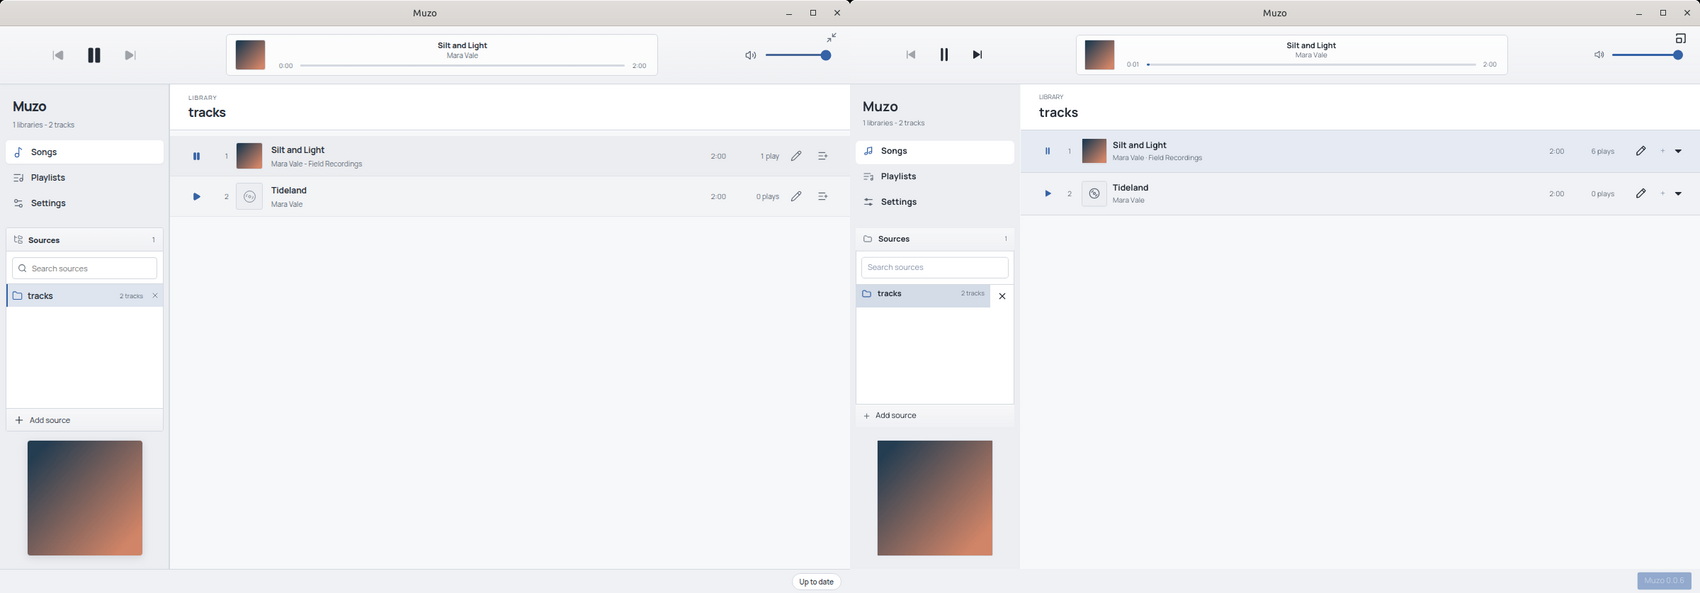 Muzo
Silt and Light
Mara Vale
0:00
2:00
Muzo
1 libraries - 2 tracks
Songs
Playlists
Settings
Sources
1
Search sources
tracks
2 tracks
Add source
LIBRARY
tracks
1
Silt and Light
Mara Vale - Field Recordings
2:00
1 play
2
Tideland
Mara Vale
2:00
0 plays
Up to date
Muzo
Silt and Light
Mara Vale
0:01
2:00
Muzo
1 libraries - 2 tracks
Songs
Playlists
Settings
Sources
1
Search sources
tracks
2 tracks
Add source
LIBRARY
tracks
1
Silt and Light
Mara Vale · Field Recordings
2:00
6 plays
2
Tideland
Mara Vale
2:00
0 plays
Muzo 0.0.6